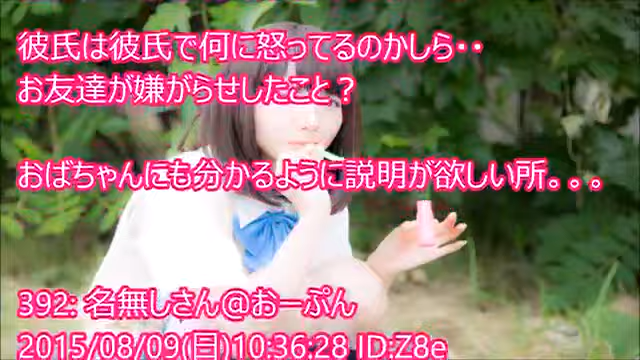 彼氏は彼氏で何に怒ってるのかしら・・
お友達が嫌がらせしたこと？
おばちゃんにも分かるように説明が欲しい所。。。
392: 名無しさん＠おーぷん
2015/08/09(日)10:36:28 ID:Z8e